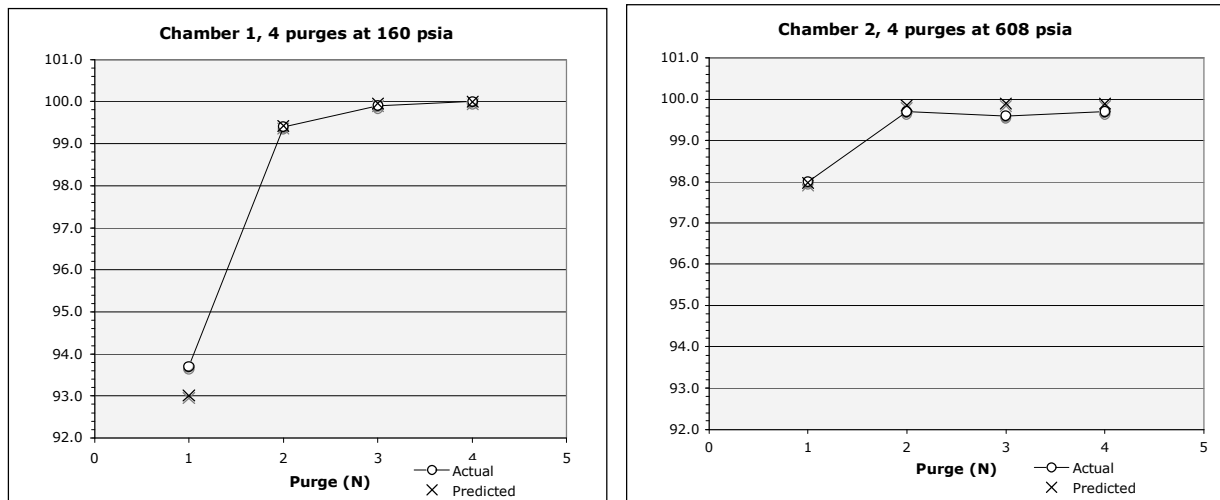 Chamber 1, 4 purges at 160 psia
101.0
100.0
99.0
98.0
97.0
96.0
95.0
94.0
93.0
92.0
0 1 2 3 4 5
Purge (N)
Actual
Predicted
Chamber 2, 4 purges at 608 psia
101.0
100.0
99.0
98.0
97.0
96.0
95.0
94.0
93.0
92.0
0 1 2 3 4 5
Purge (N)
Actual
Predicted